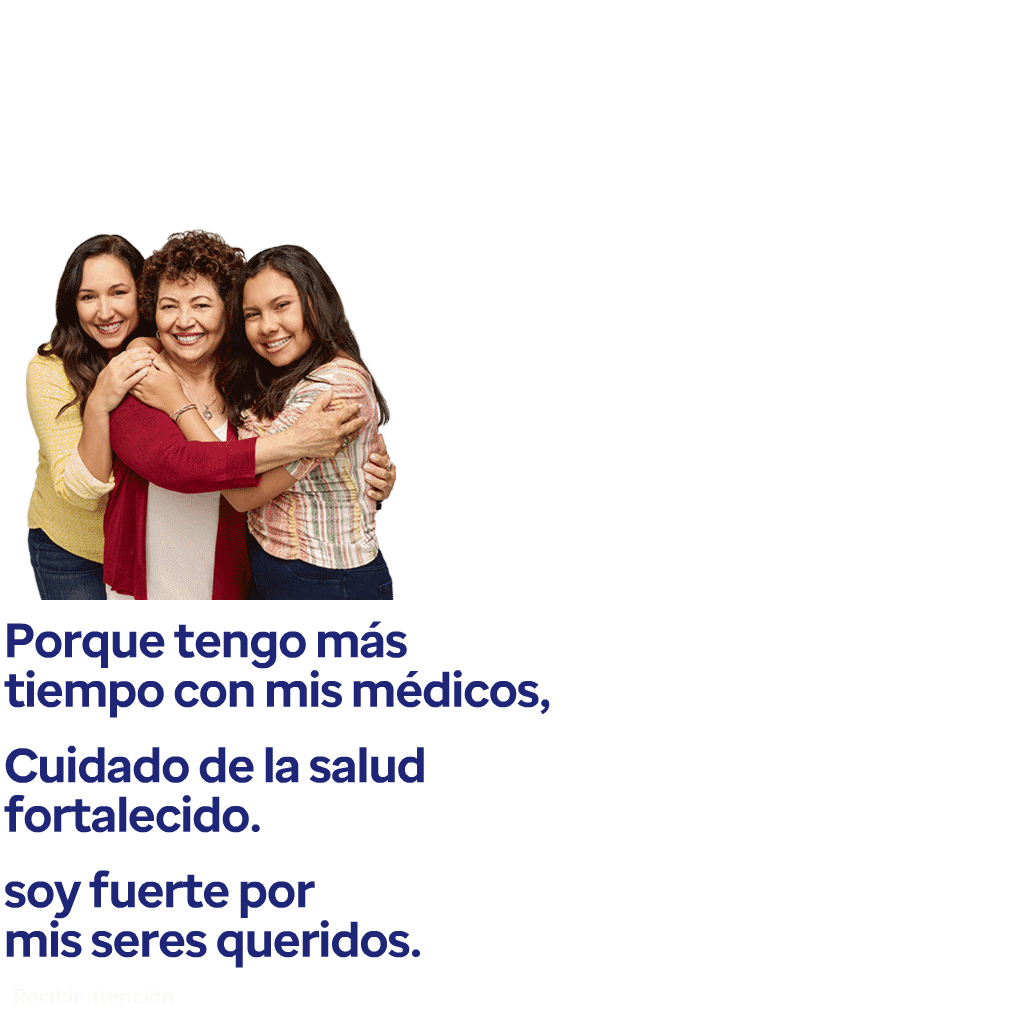 Porque tengo más
tiempo con mis médicos,
Cuidado de la salud
fortalecido.
soy fuerte por
mis seres queridos.
Recibir atención